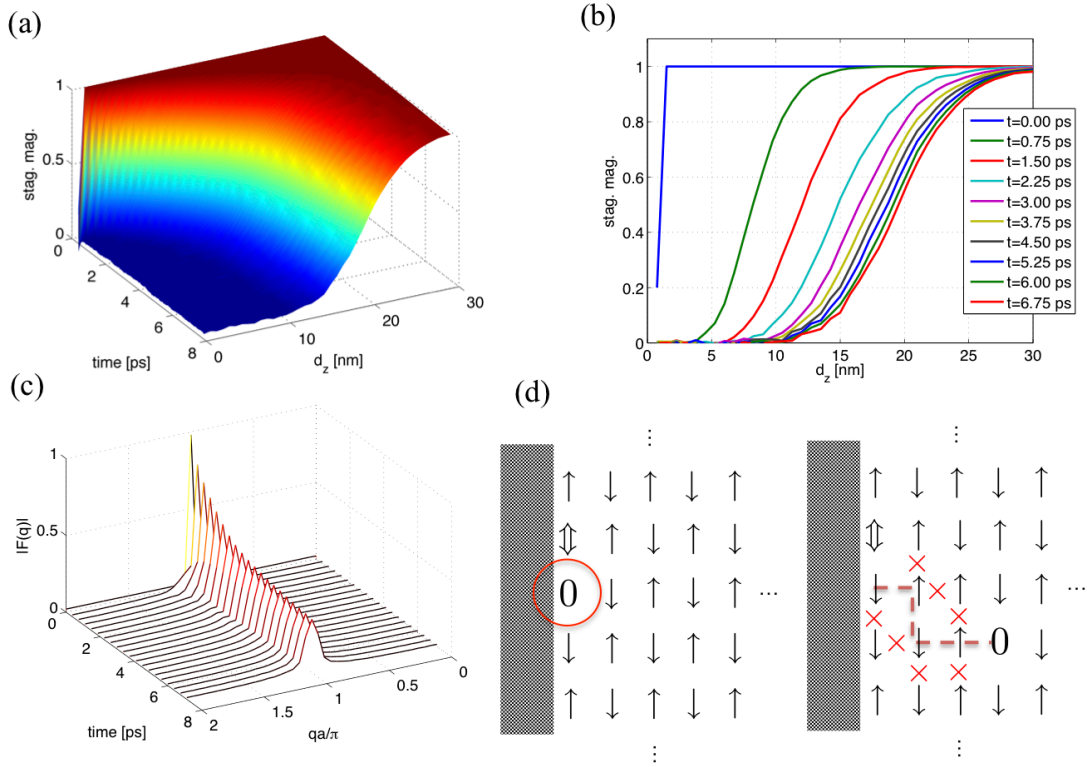 (a)
stag. mag.
1
0.5
0
0
2
4
6
8
time [ps]
0
10
20
30
d_z [nm]
(b)
stag. mag.
1
0.8
0.6
0.4
0.2
0
0
5
10
15
20
25
30
d_z [nm]
t=0.00 ps
t=0.75 ps
t=1.50 ps
t=2.25 ps
t=3.00 ps
t=3.75 ps
t=4.50 ps
t=5.25 ps
t=6.00 ps
t=6.75 ps
(c)
|F(q)|
1
0.5
0
0
2
4
6
8
time [ps]
2
1.5
1
0.5
0
qa/π
(d)
⋮
↑ ↓ ↑ ↓ ↑
⇕ ↑ ↓ ↑ ↓
0 ↓ ↑ ↓ ↑ ...
↓ ↑ ↓ ↑ ↓
↑ ↓ ↑ ↓ ↑
⋮
⋮
↑ ↓ ↑ ↓ ↑
⇕ ↑ ↓ ↑ ↓
↓ ↑ ↑ ↓ ↑ ...
↓ ↓ ↑ 0 ↓
↑ ↓ ↑ ↓ ↑
⋮